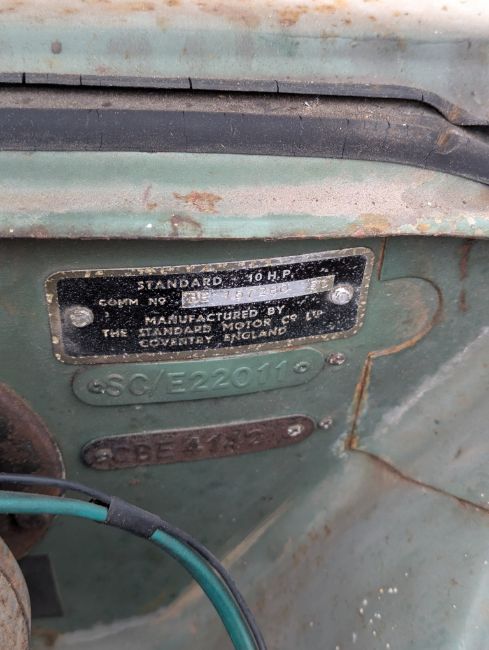 STANDARD 10 H.P.
COMM NO
MANUFACTURED BY
THE STANDARD MOTOR CO LTD
COVENTRY ENGLAND
SC/E22011